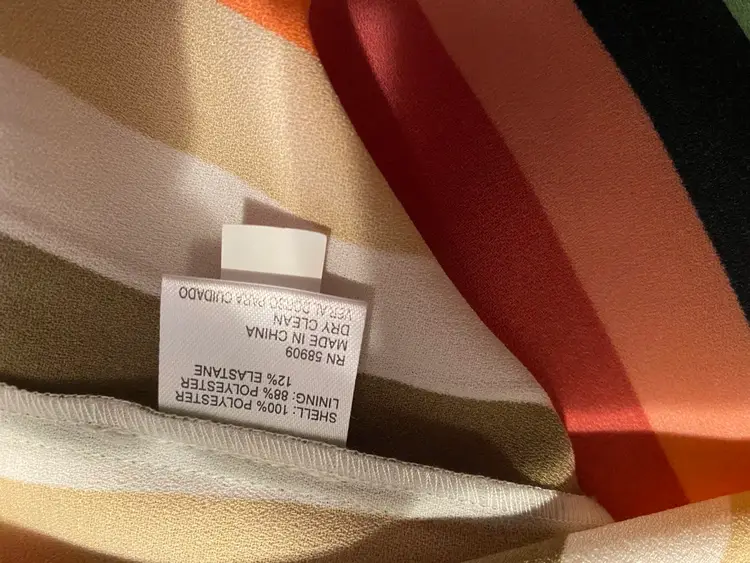 SHELL: 100% POLYESTER
LINING: 88% POLYESTER
12% ELASTANE
RN 58909
MADE IN CHINA
DRY CLEAN
VER AL DORSO PARA CUIDADO